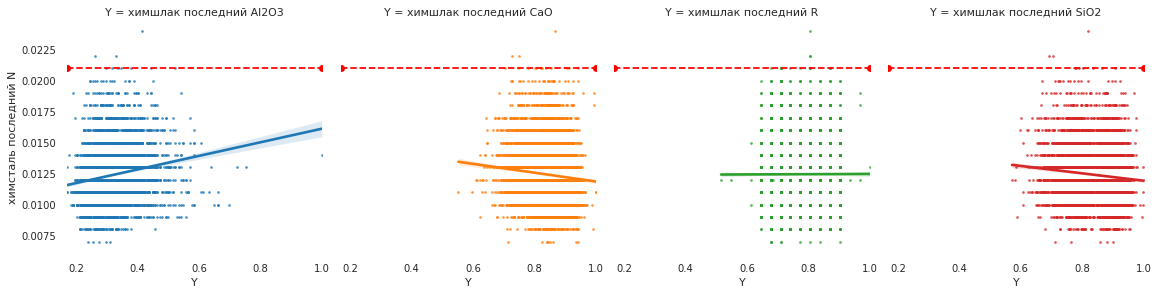 Y = химшлак последний Al2O3
Y = химшлак последний CaO
Y = химшлак последний R
Y = химшлак последний SiO2
химсталь последний N
0.0225
0.0200
0.0175
0.0150
0.0125
0.0100
0.0075
0.2 0.4 0.6 0.8 1.0
0.2 0.4 0.6 0.8 1.0
0.2 0.4 0.6 0.8 1.0
0.2 0.4 0.6 0.8 1.0
Y
Y
Y
Y